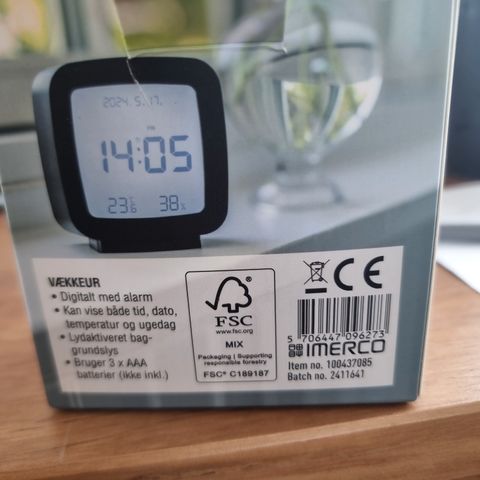 2024. 5. 17.
PM
14:05
23°C
38%
VÆKKEUR
• Digitalt med alarm
• Kan vise både tid, dato,
temperatur og ugedag
• Lydaktiveret bag-
grundslys
• Bruger 3 x AAA
batterier (ikke inkl.)
FSC
www.fsc.org
MIX
Packaging | Supporting
responsible forestry
FSC® C189187
CE
5 706447 096273
IMERCO
Item no. 100437085
Batch no. 2411641